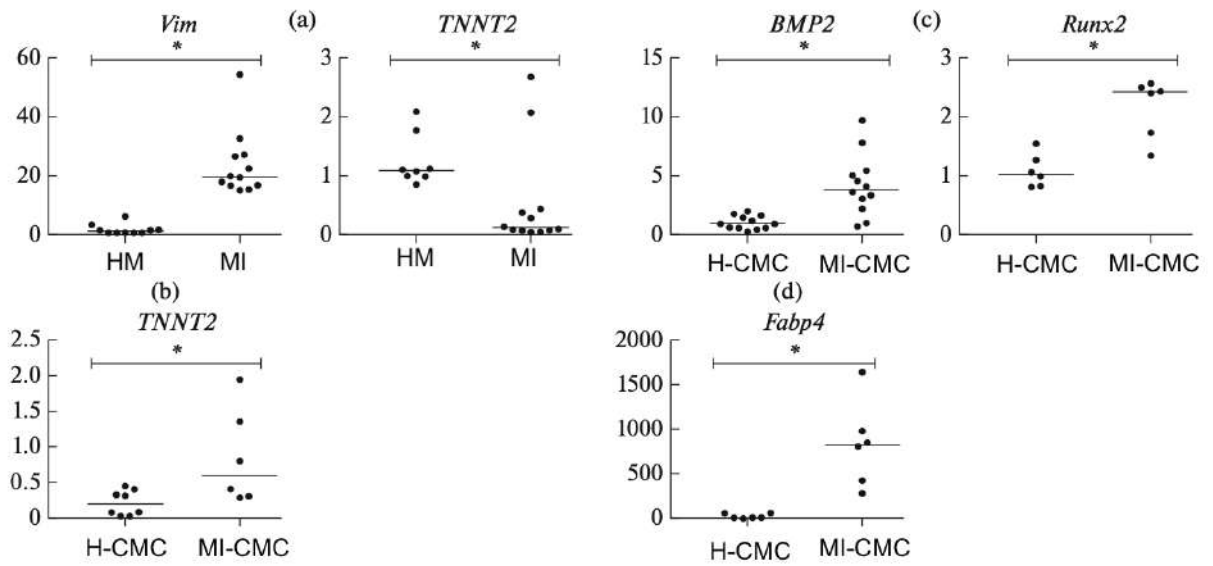 (a)
Vim
*
60
40
20
0
HM MI
TNNT2
*
3
2
1
0
HM MI
(c)
BMP2
*
15
10
5
0
H-CMC MI-CMC
Runx2
*
3
2
1
0
H-CMC MI-CMC
(b)
TNNT2
*
2.5
2.0
1.5
1.0
0.5
0
H-CMC MI-CMC
(d)
Fabp4
*
2000
1500
1000
500
0
H-CMC MI-CMC